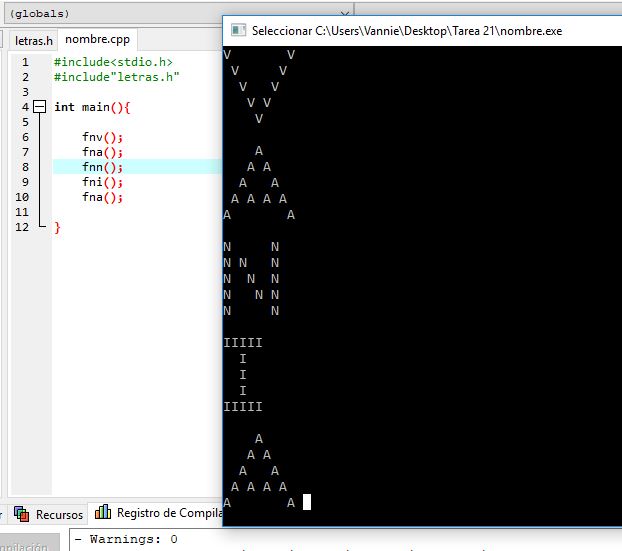 (globals)
letras.h nombre.cpp
1 #include<stdio.h>
2 #include"letras.h"
3
4 int main(){
5
6 fnv();
7 fna();
8 fnn();
9 fni();
10 fna();
11
12 }
Recursos Registro de Compila
- Warnings: 0
Seleccionar C:\Users\Vannie\Desktop\Tarea 21\nombre.exe
V       V
 V     V
  V   V
   V V
    V
    A
   A A
  A   A
 A A A A
A       A
N     N
N N   N
N  N  N
N   N N
N     N
IIIII
  I
  I
  I
IIIII
    A
   A A
  A   A
 A A A A
A       A